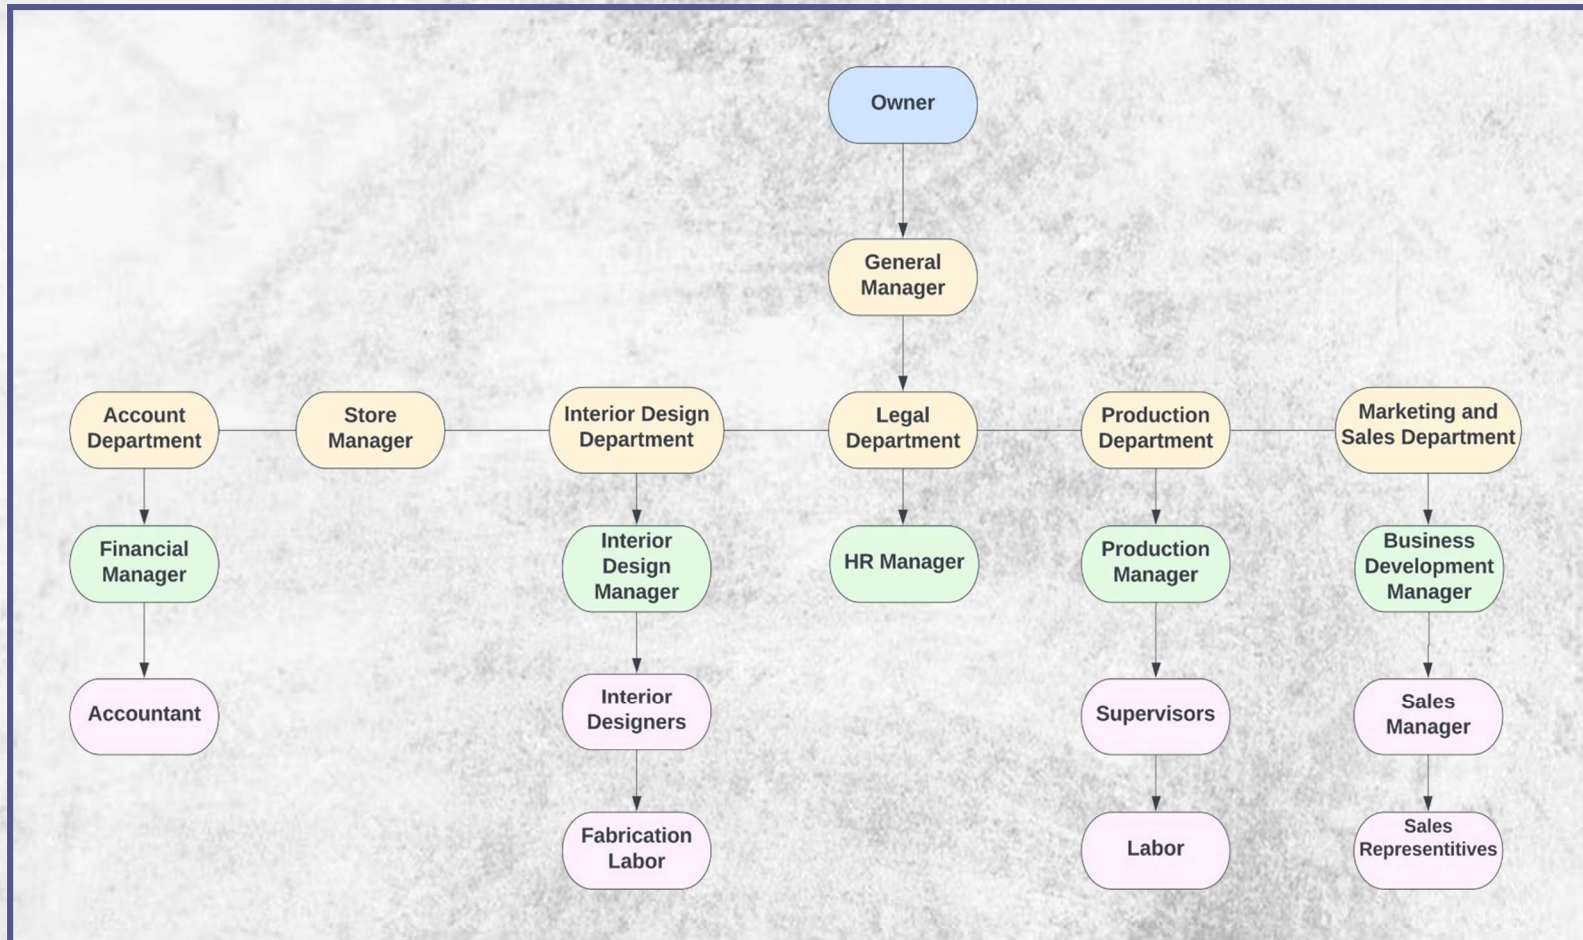 Owner
General
Manager
Account
Department
Store
Manager
Interior Design
Department
Legal
Department
Production
Department
Marketing and
Sales Department
Financial
Manager
Interior
Design
Manager
HR Manager
Production
Manager
Business
Development
Manager
Accountant
Interior
Designers
Supervisors
Sales
Manager
Fabrication
Labor
Labor
Sales
Representitives